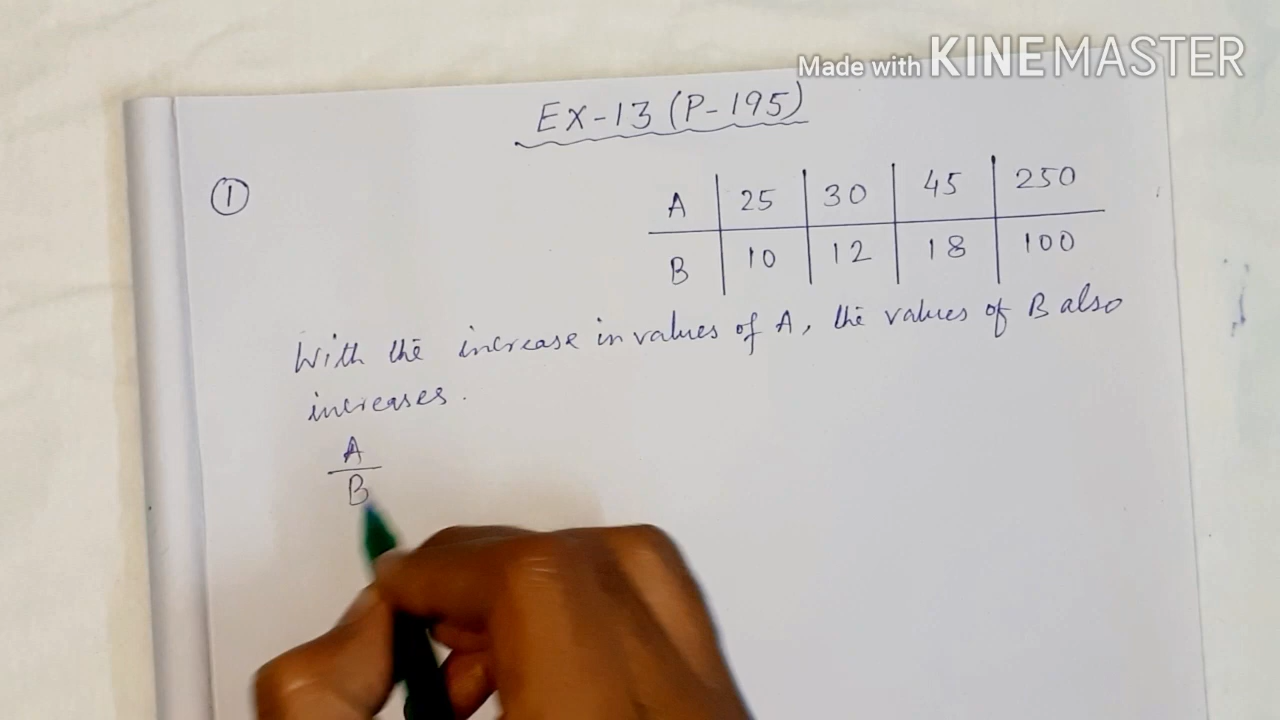 Made with KINEMASTER
EX-13 (P-195)
1
A 25 30 45 250
B 10 12 18 100
With the increase in values of A, the values of B also
increases.
A
B